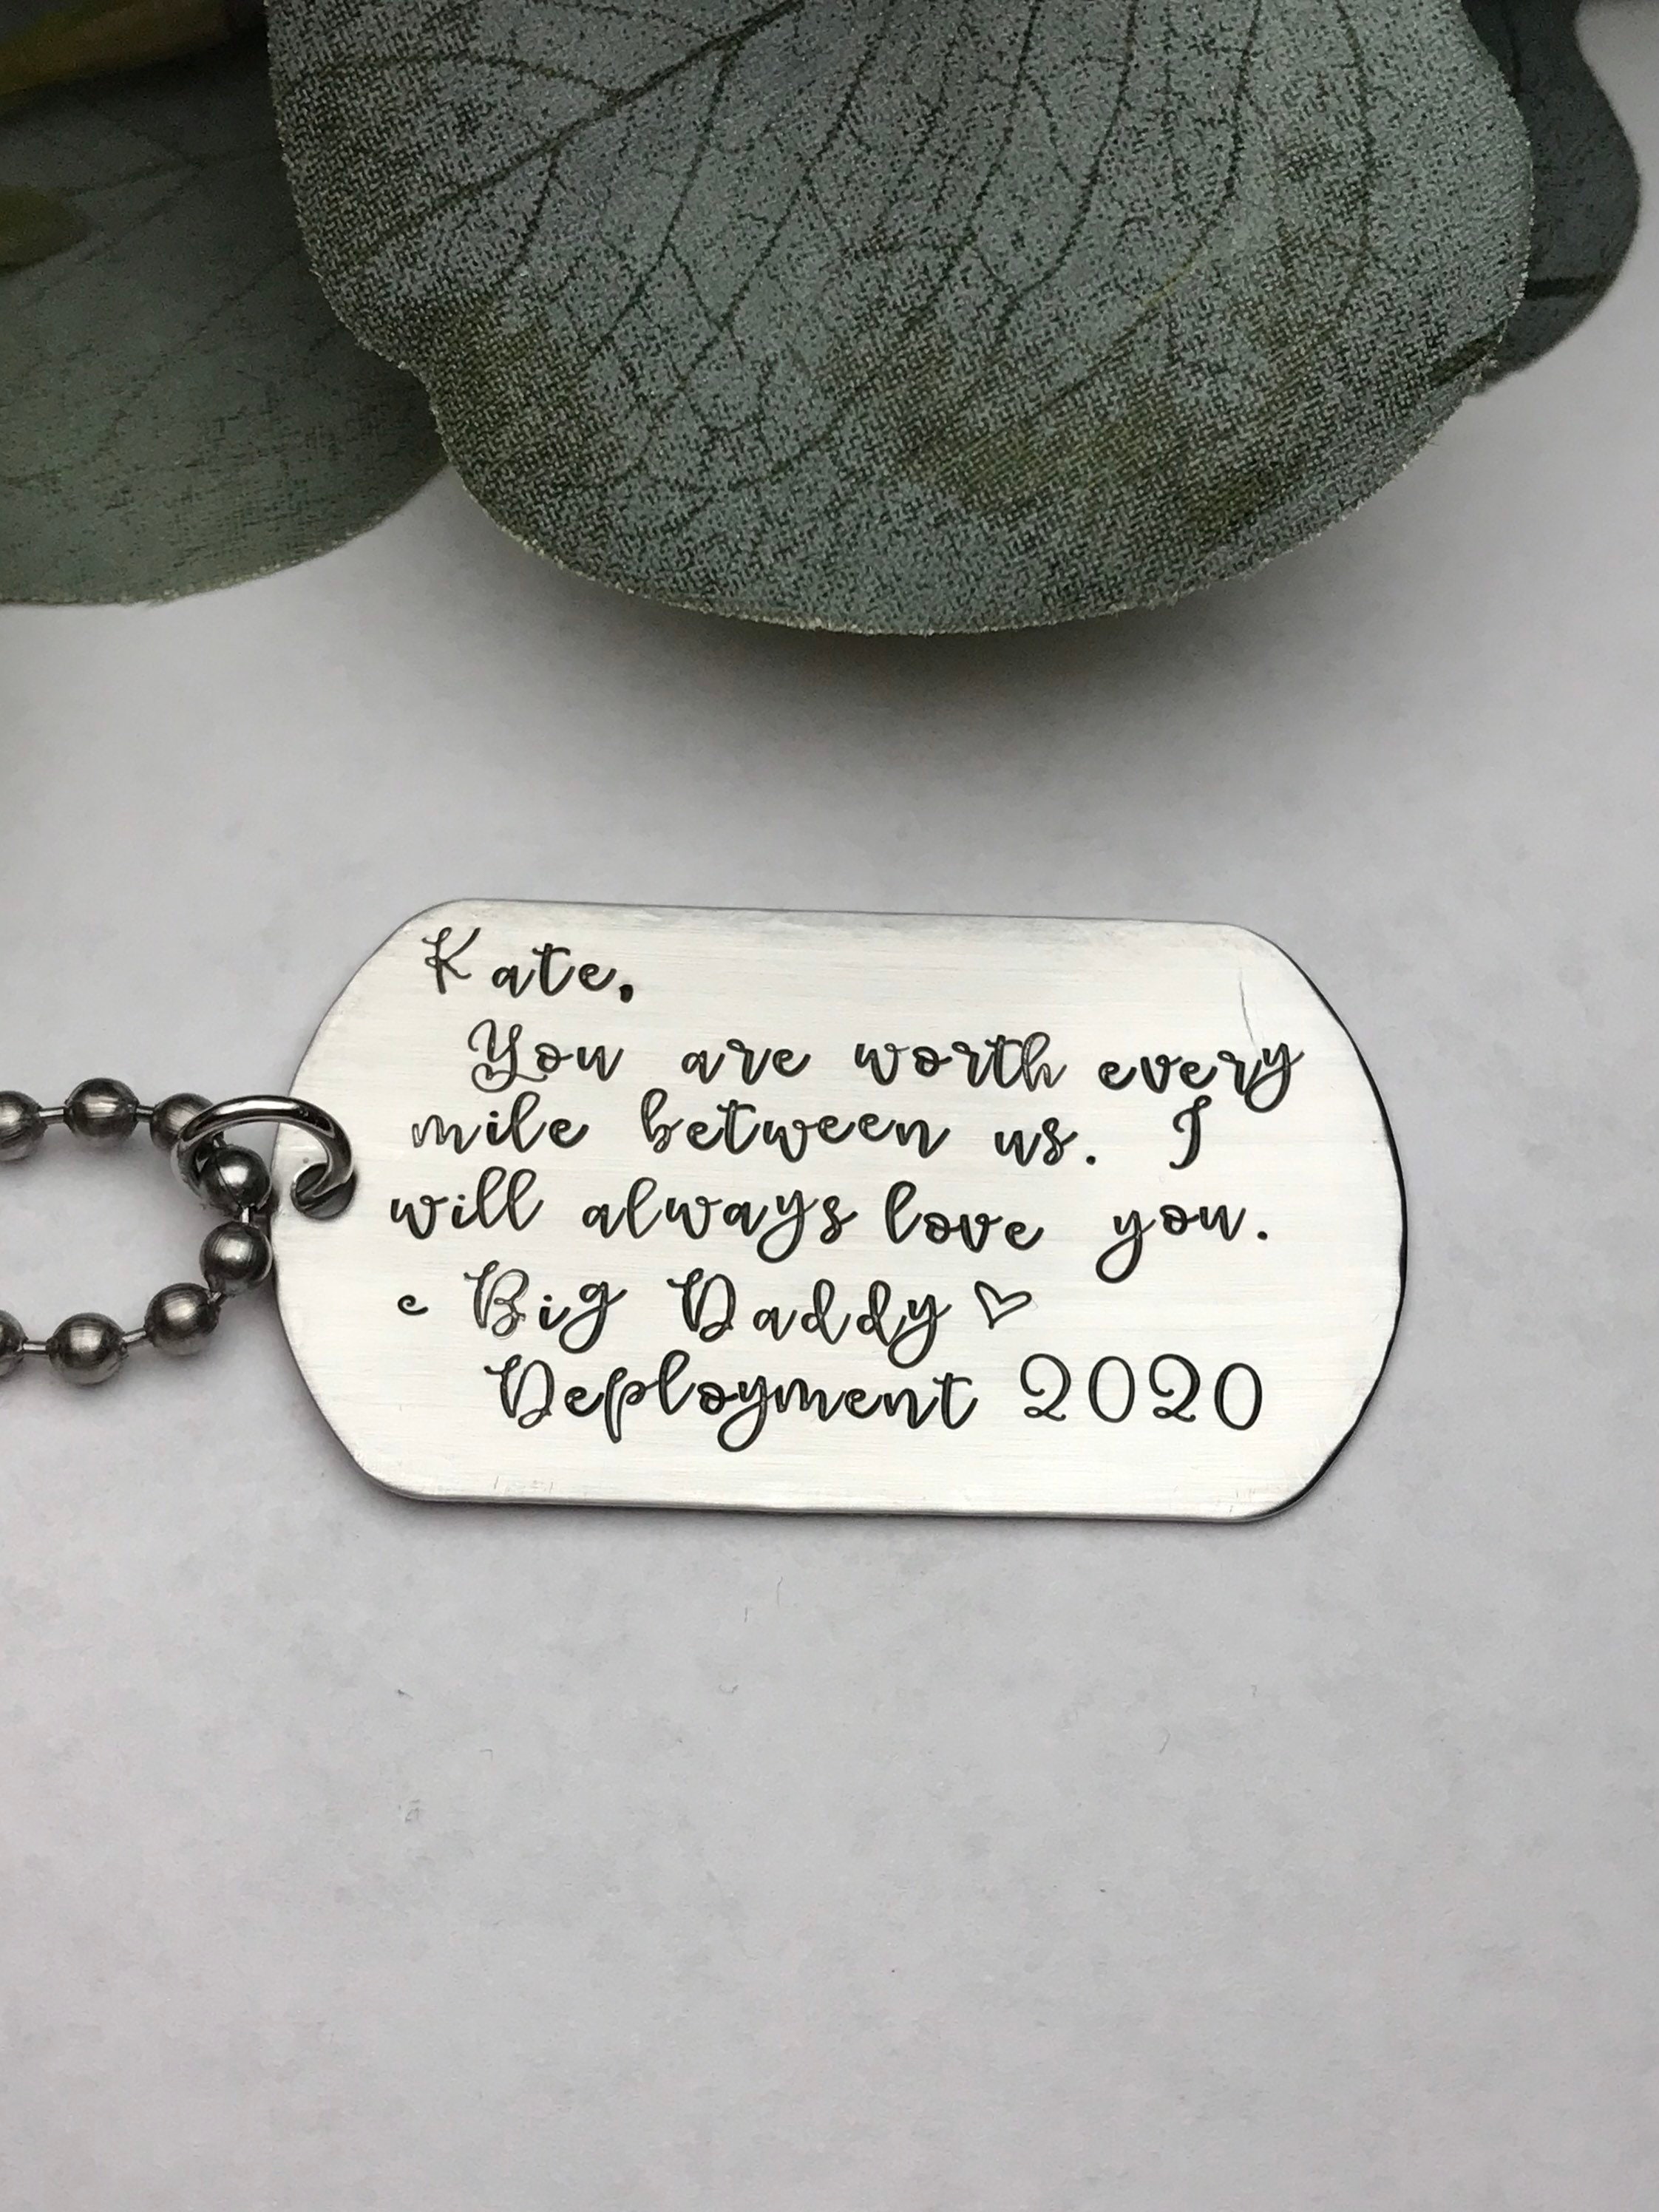 Kate,
You are worth every
mile between us. I
will always love you.
~ Big Daddy ♡
Deployment 2020